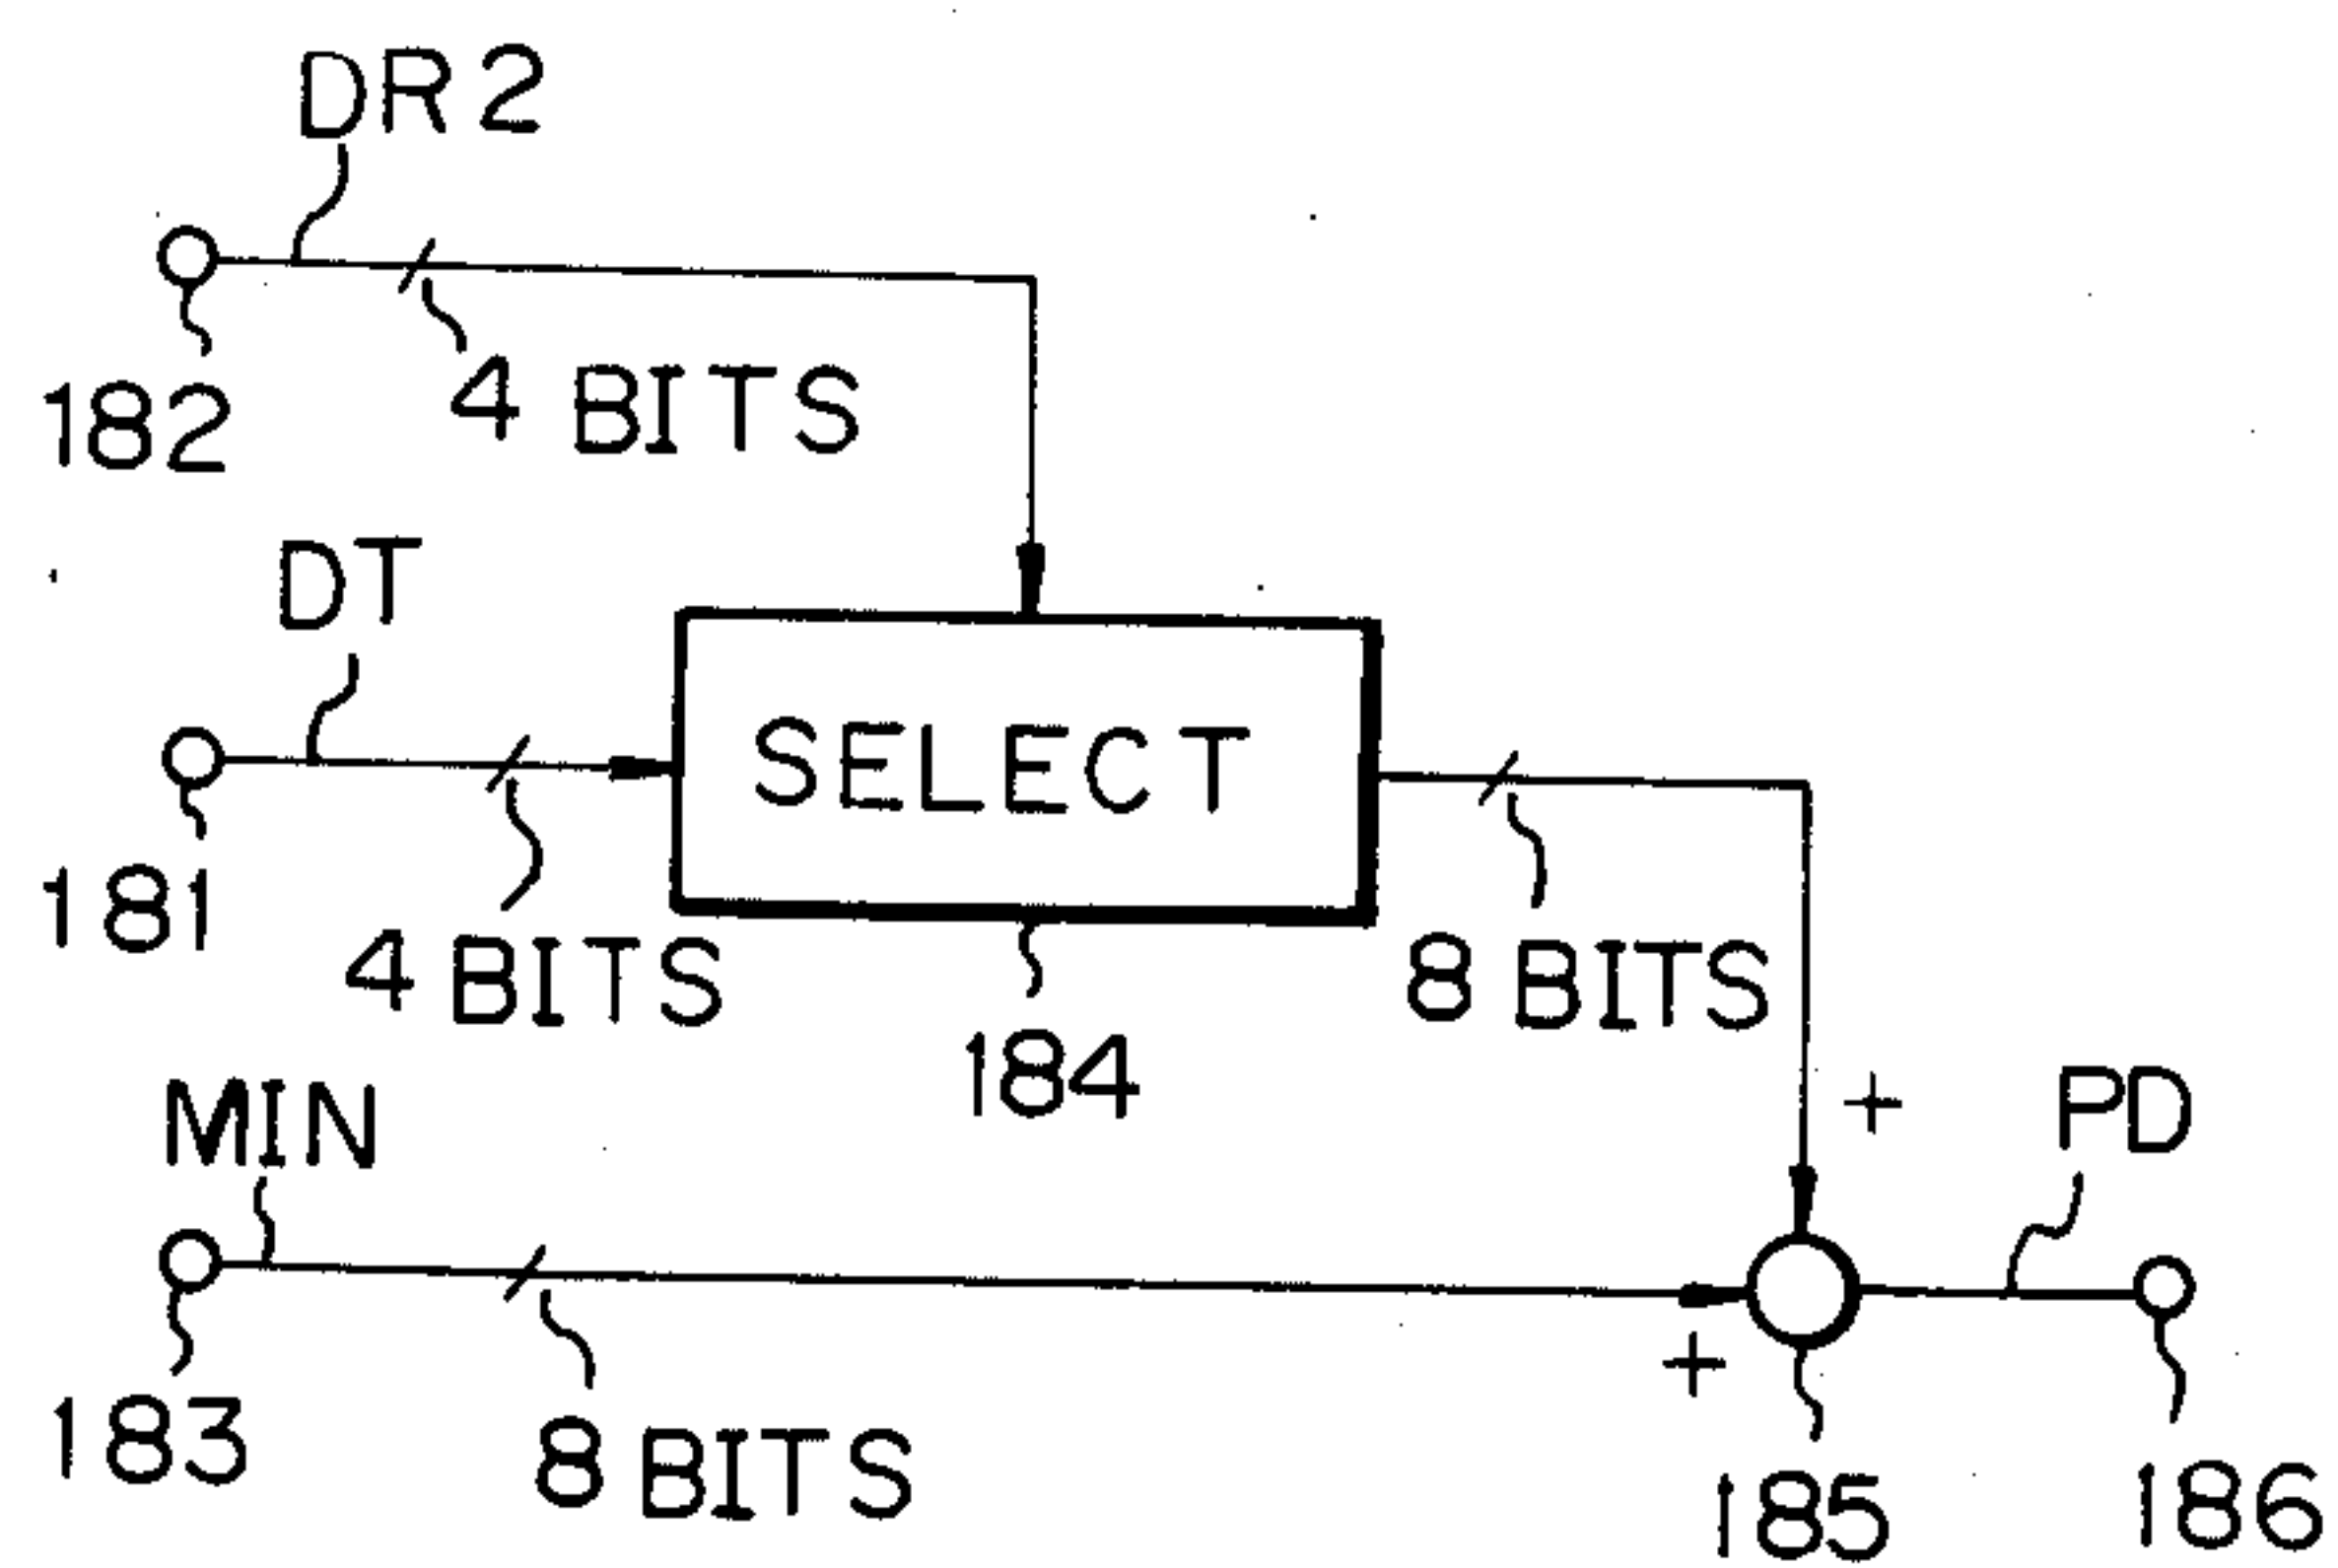 DR2
182
4 BITS
DT
181
4 BITS
SELECT
184
8 BITS
+
PD
MIN
183
8 BITS
+
185
186